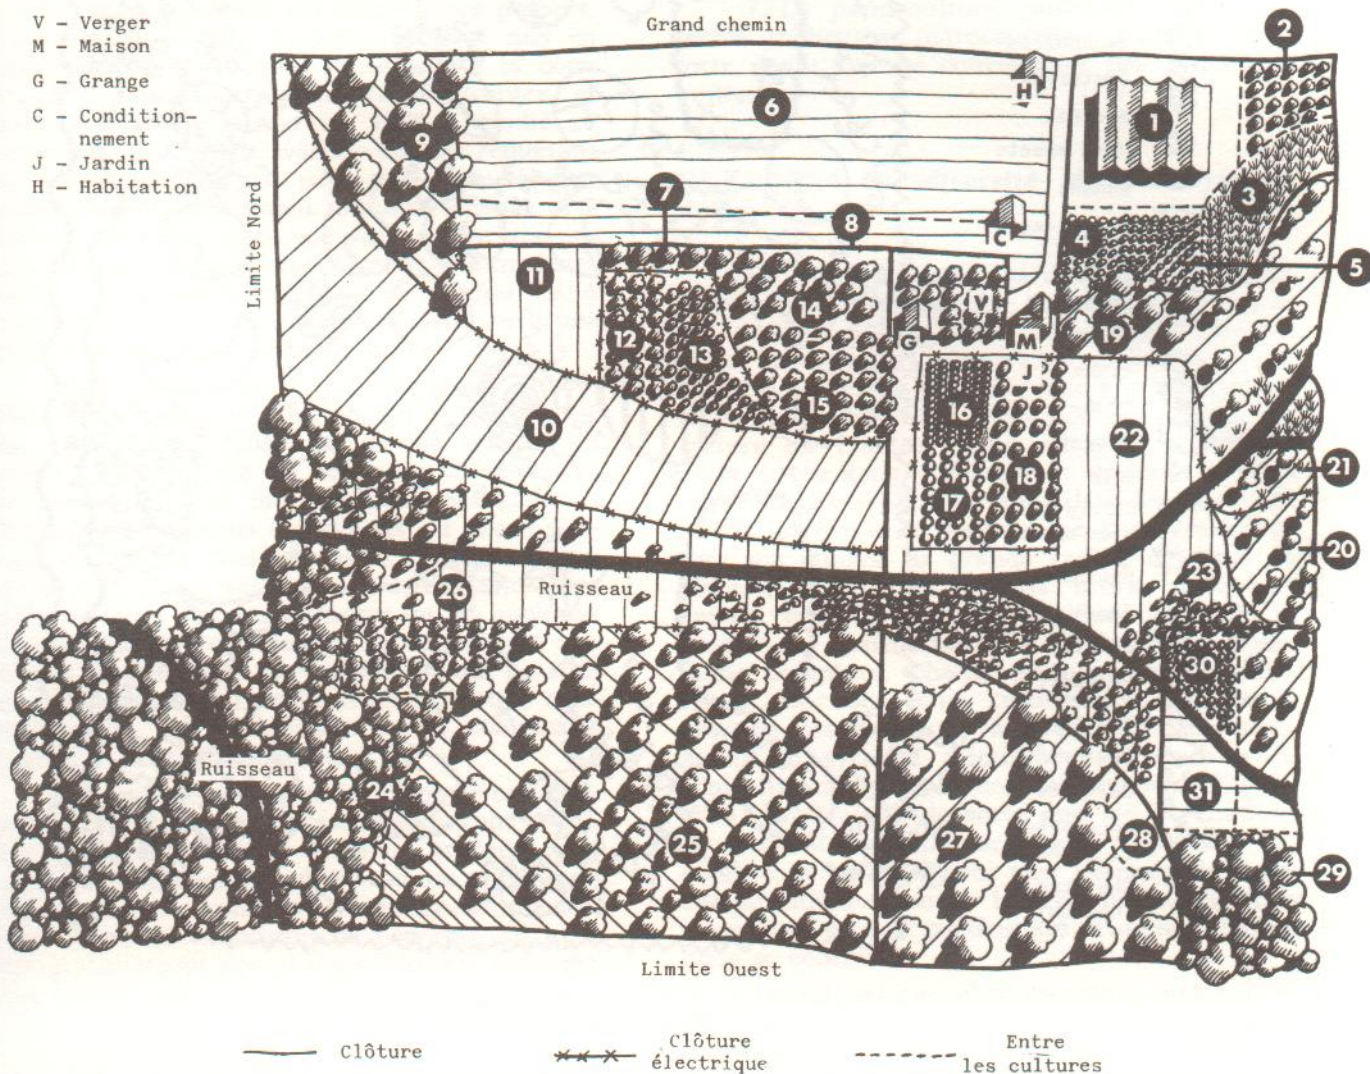 V - Verger
M - Maison
G - Grange
C - Condition-
nement
J - Jardin
H - Habitation
Grand chemin
Limite Nord
2
H
6
1
9
3
7
8
C
4
5
11
14
V
12
13
G
M
19
J
10
15
16
22
18
17
21
20
23
26
Ruisseau
30
Ruisseau
24
31
25
27
28
29
Limite Ouest
Clôture
Clôture
électrique
Entre
les cultures